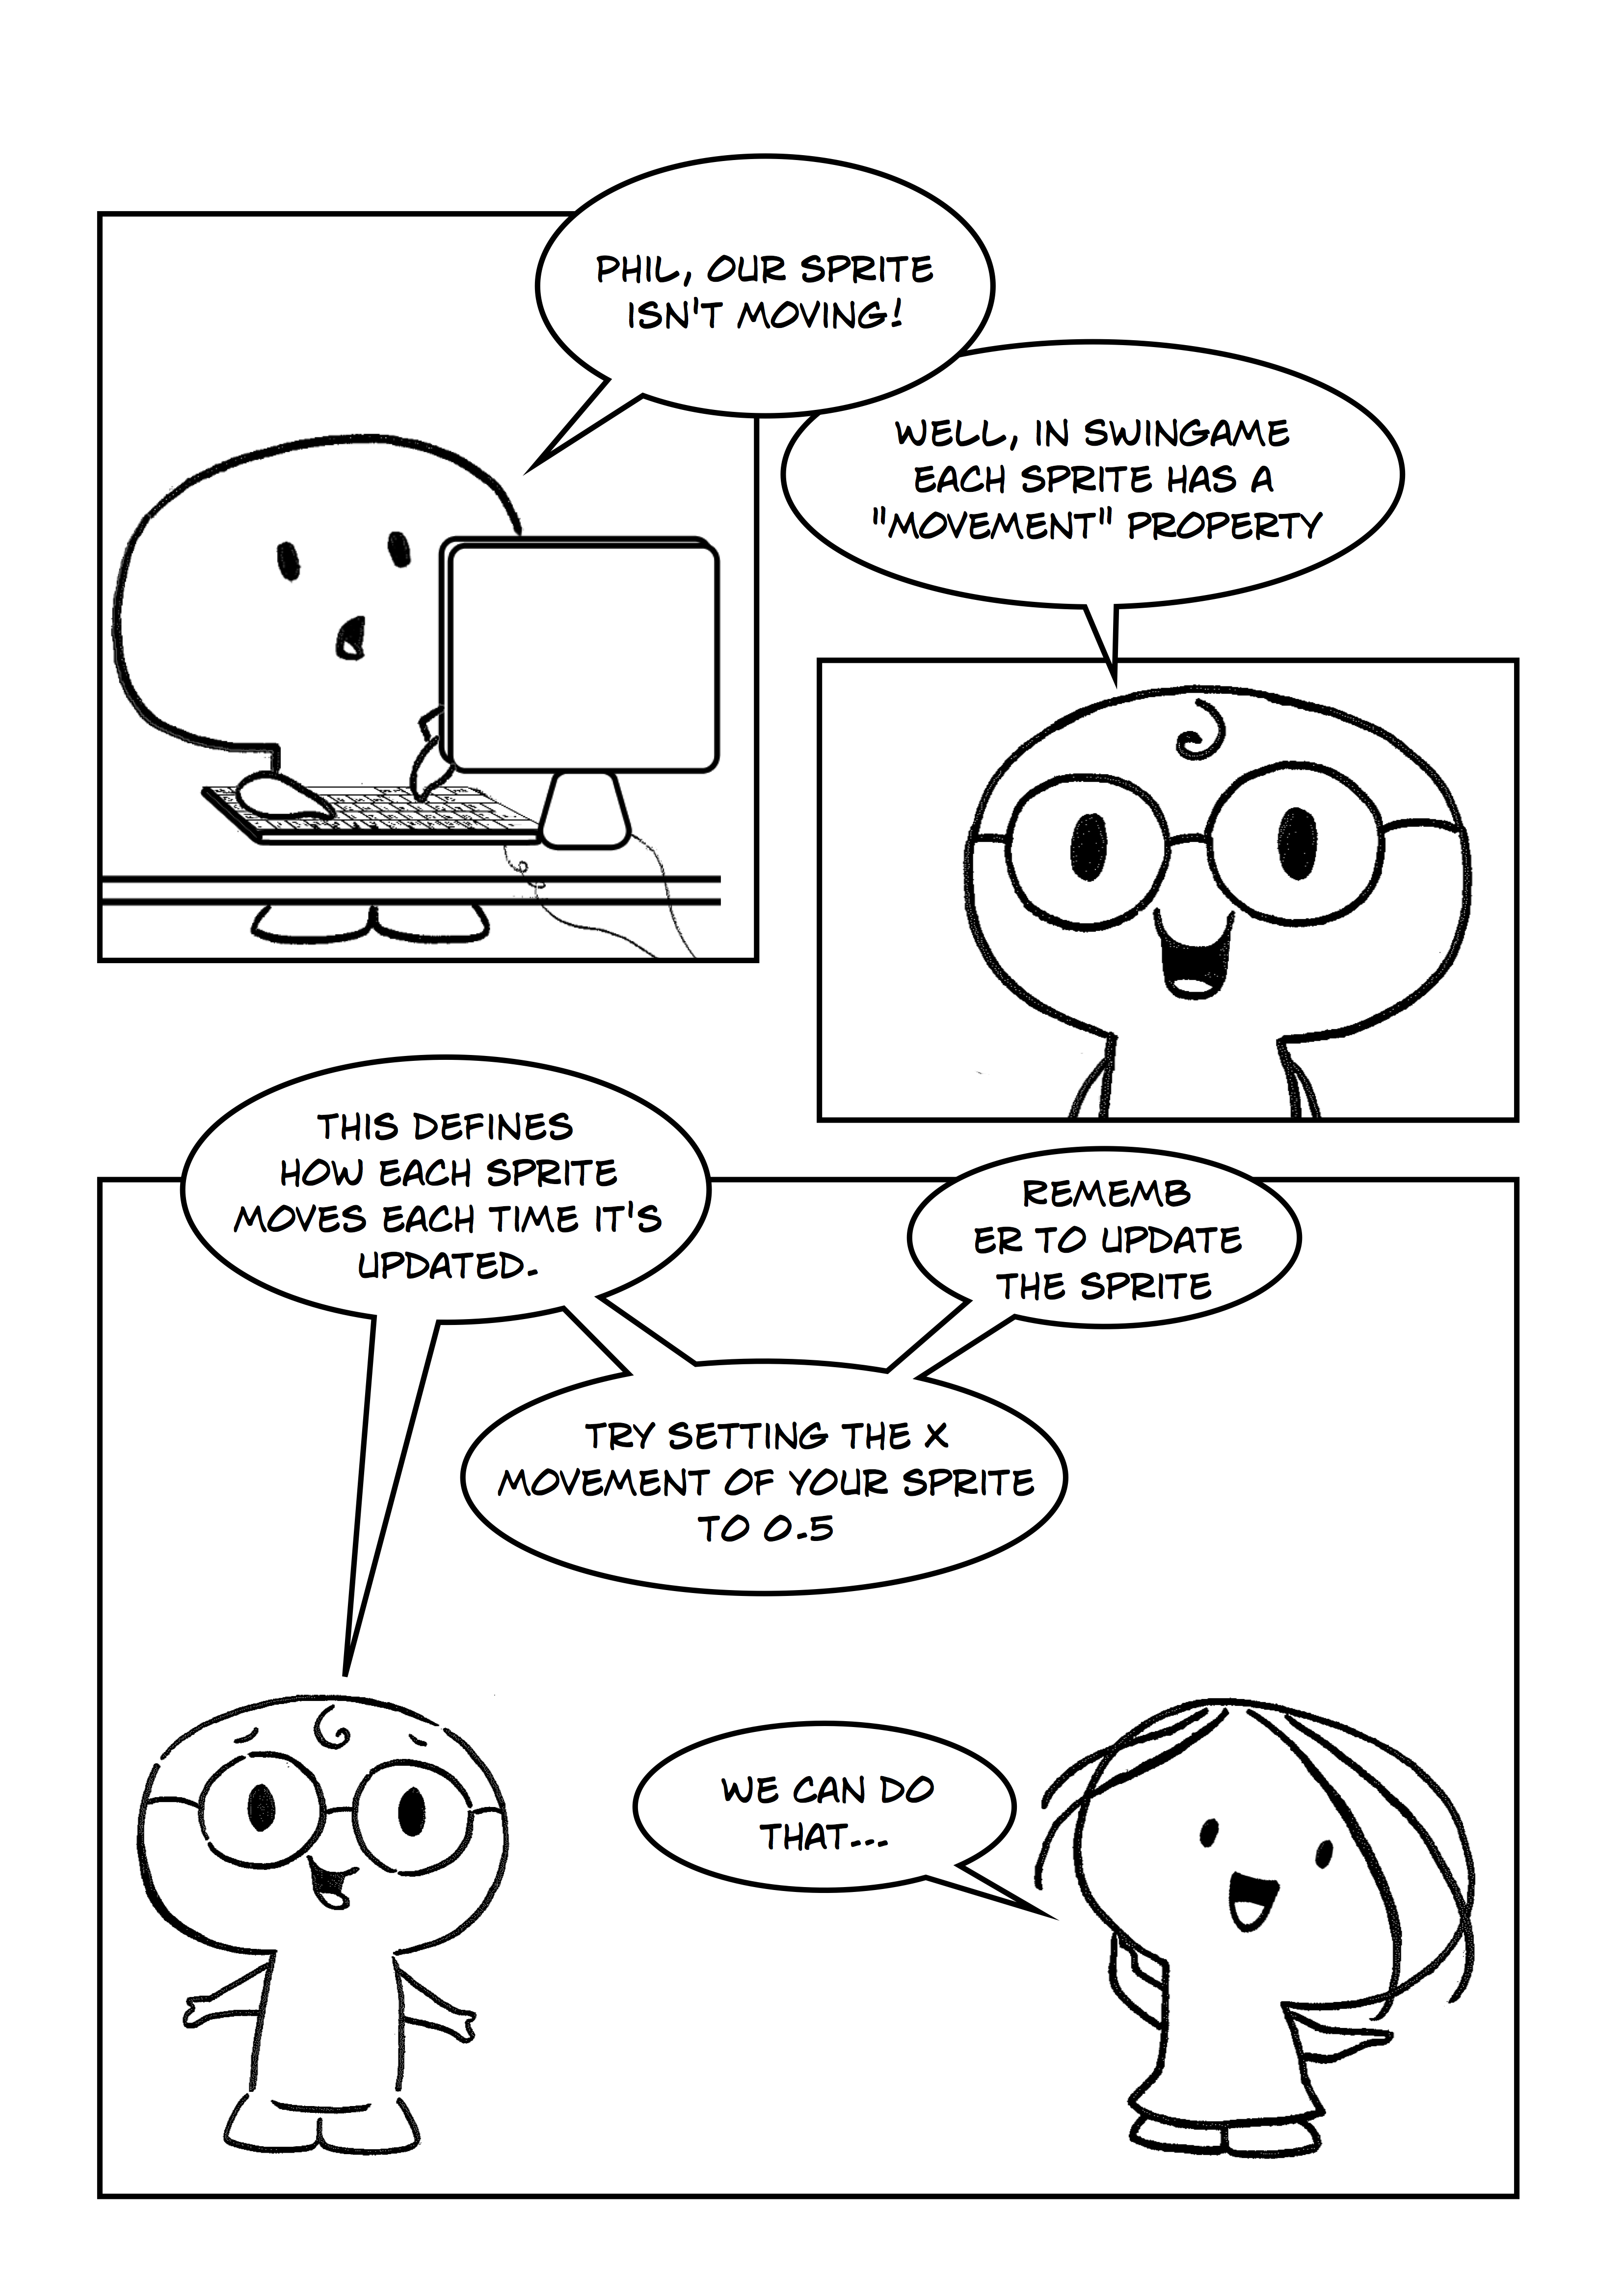 PHIL, OUR SPRITE
ISN'T MOVING!
WELL, IN SWINGAME
EACH SPRITE HAS A
"MOVEMENT" PROPERTY
THIS DEFINES
HOW EACH SPRITE
MOVES EACH TIME IT'S
UPDATED.
TRY SETTING THE X
MOVEMENT OF YOUR SPRITE
TO 0.5
REMEMB
ER TO UPDATE
THE SPRITE
WE CAN DO
THAT...